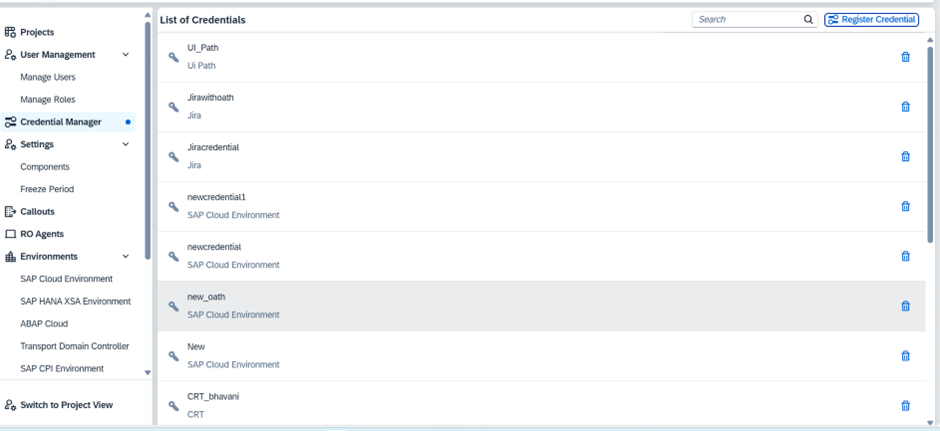 Projects
User Management
Manage Users
Manage Roles
Credential Manager
Settings
Components
Freeze Period
Callouts
RO Agents
Environments
SAP Cloud Environment
SAP HANA XSA Environment
ABAP Cloud
Transport Domain Controller
SAP CPI Environment
Switch to Project View
List of Credentials
Search
Register Credential
UI_Path
Ui Path
Jirawithoath
Jira
Jiracredential
Jira
newcredential1
SAP Cloud Environment
newcredential
SAP Cloud Environment
new_oath
SAP Cloud Environment
New
SAP Cloud Environment
CRT_bhavani
CRT